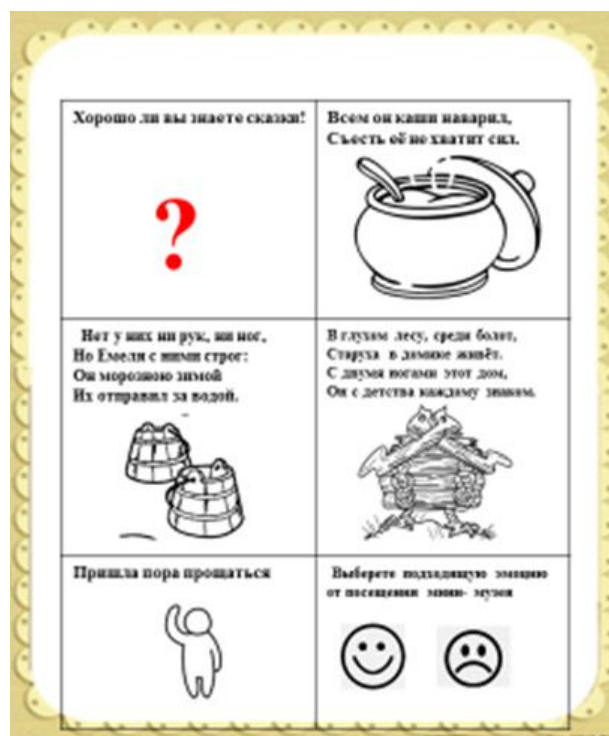 Хорошо ли вы знаете сказки!
?
Всем он каши наварил,
Съесть её не хватит сил.
Нет у них ни рук, ни ног,
Но Емеля с ними строг:
Он морозною зимой
Их отправил за водой.
В глухом лесу, среди болот,
Старуха в домике живёт.
С двумя ногами этот дом,
Он с детства каждому знаком.
Пришла пора прощаться
Выберете подходящую эмоцию
от посещения мини- музея